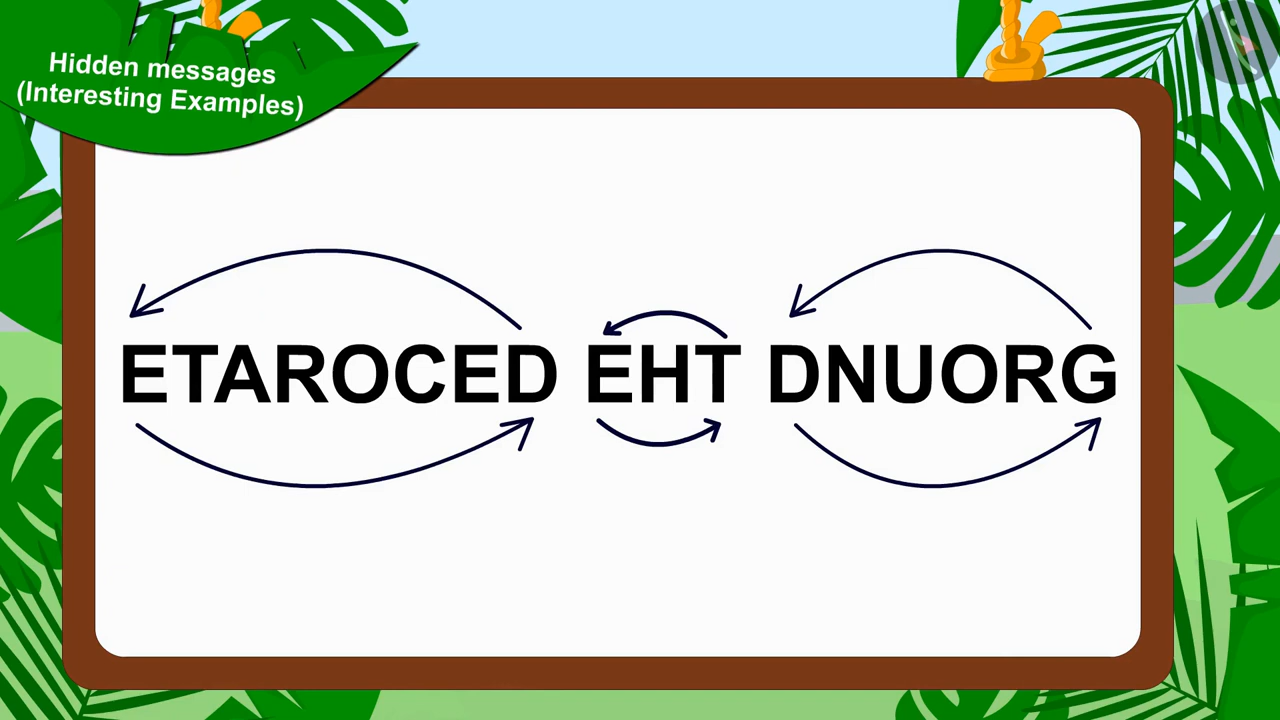 Hidden messages
(Interesting Examples)
ETAROCED EHT DNUORG